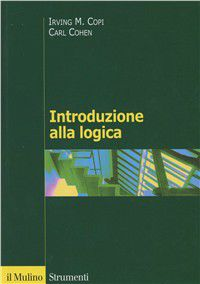 IRVING M. COPI
CARL COHEN
Introduzione
alla logica
il Mulino Strumenti